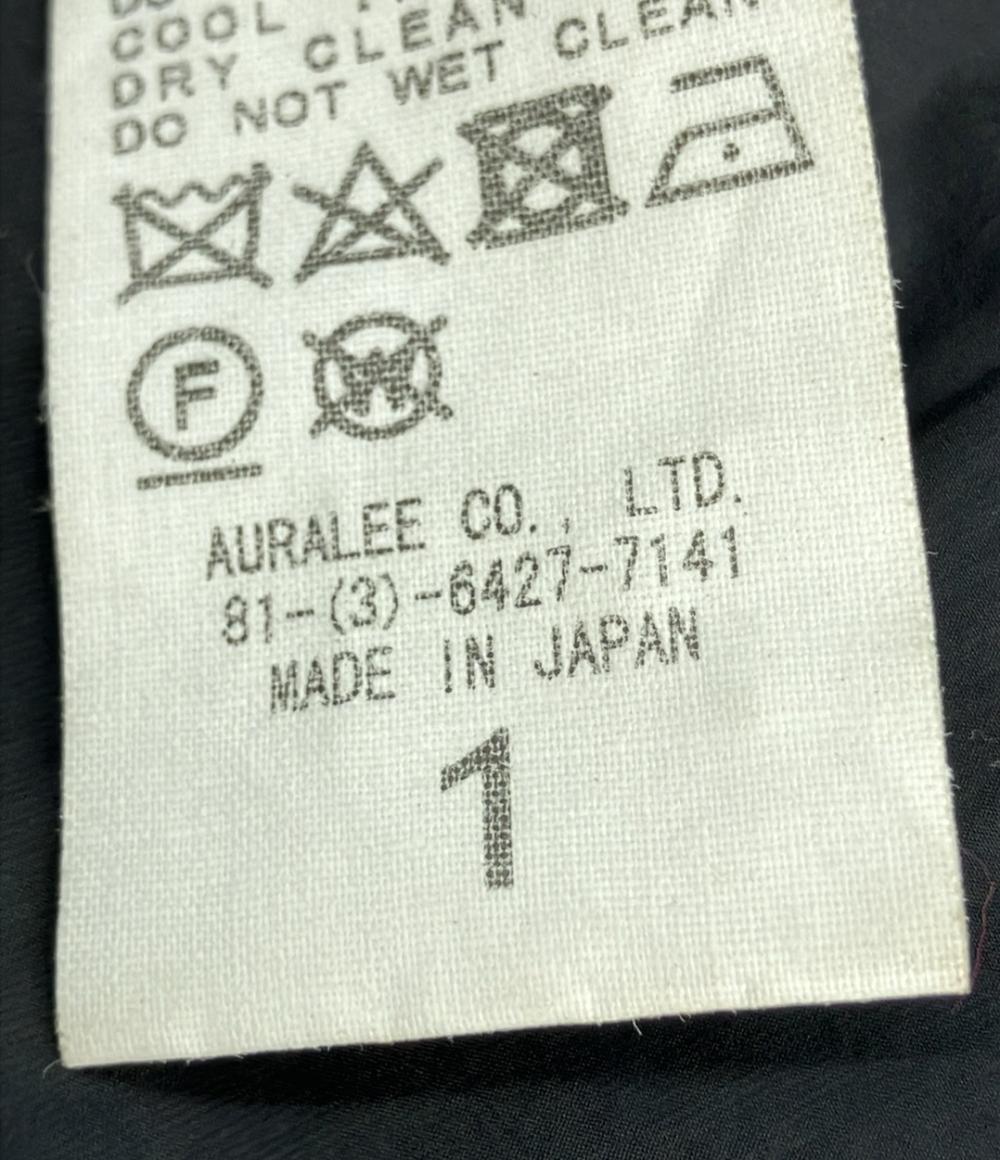 COOL
DRY CLEAN
DO NOT WET CLEAN
F
W
AURALEE CO., LTD.
81-(3)-6427-7141
MADE IN JAPAN
1